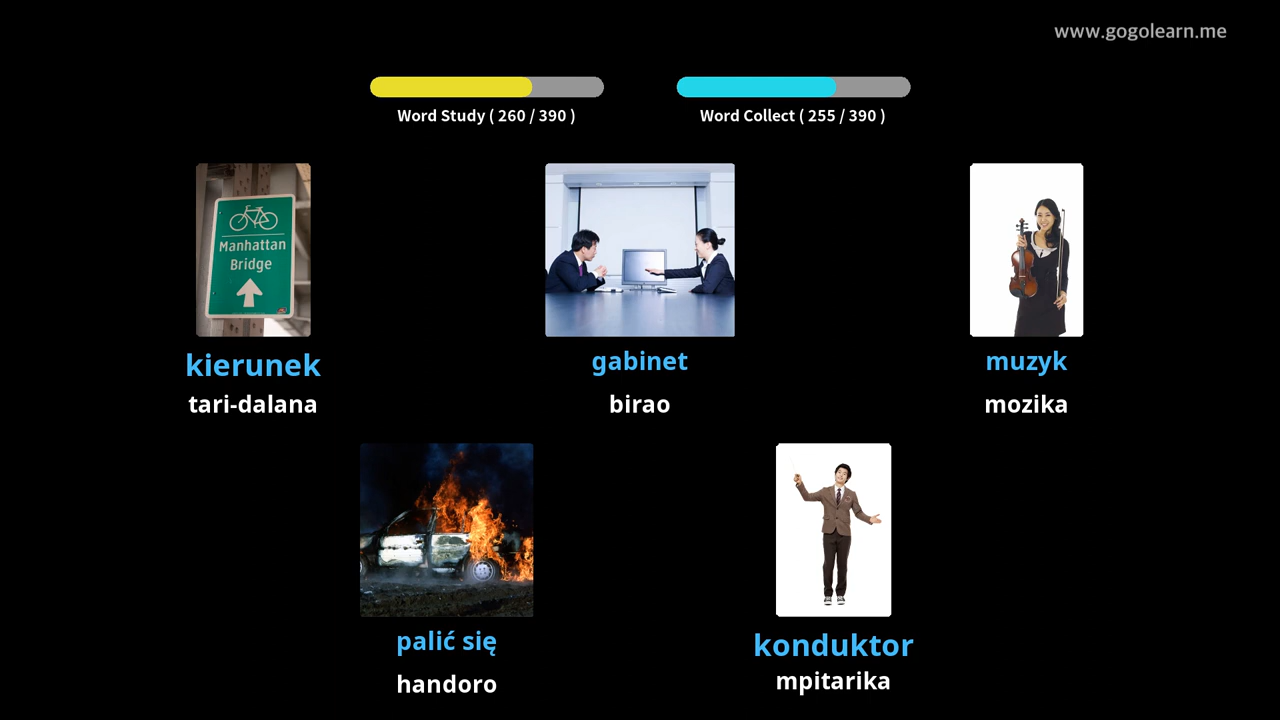 www.gogolearn.me
Word Study ( 260 / 390 )
Word Collect ( 255 / 390 )
Manhattan
Bridge
kierunek
gabinet
muzyk
tari-dalana
birao
mozika
palić się
konduktor
handoro
mpitarika